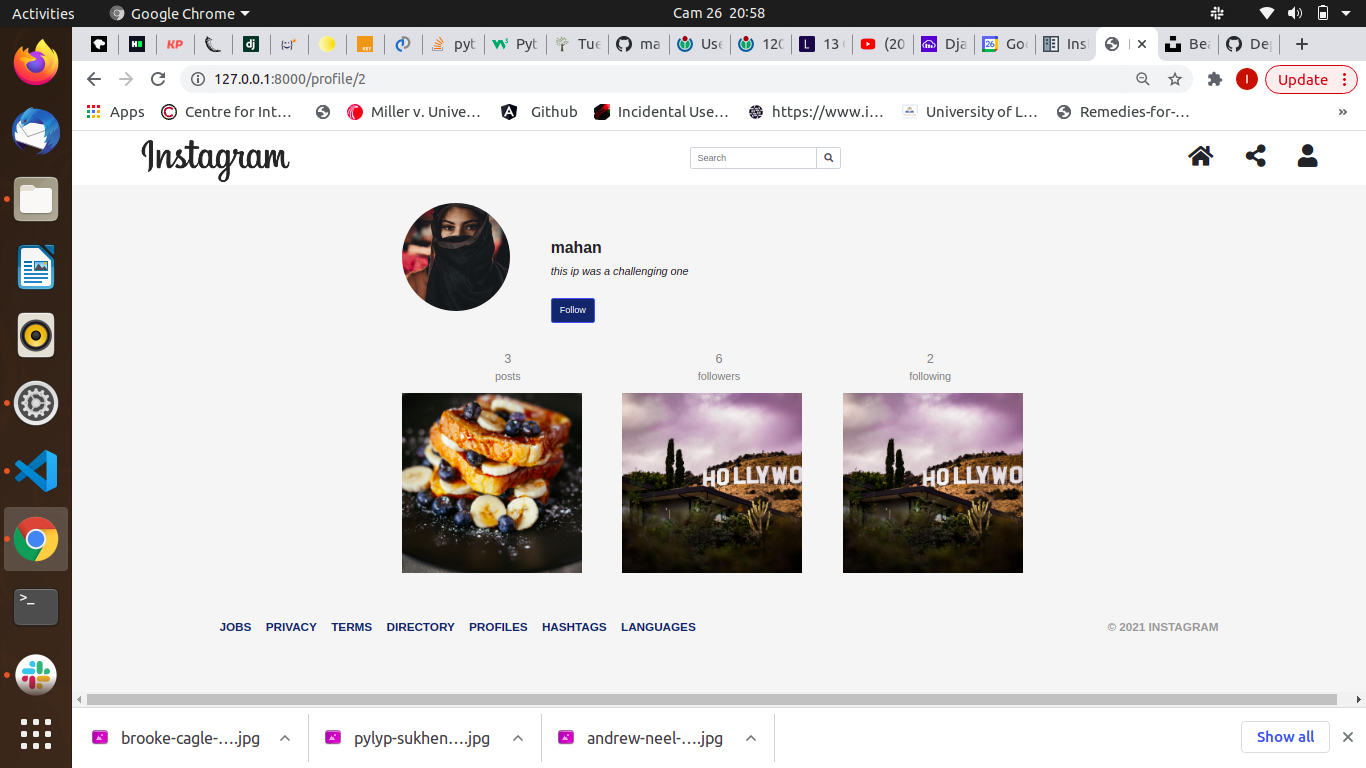 Activities
Google Chrome
Cam 26 20:58
KP
dj
KEY
pyt
Pyt
Tue
ma
Use
120
L
13
(20
Dja
26
Go
Ins
Bea
Dep
127.0.0.1:8000/profile/2
I
Update
Apps
Centre for Int…
Miller v. Unive…
Github
Incidental Use…
https://www.i…
University of L…
Remedies-for-…
»
Instagram
Search
mahan
this ip was a challenging one
Follow
3
posts
6
followers
2
following
HOLLYWO
HOLLYWO
JOBS PRIVACY TERMS DIRECTORY PROFILES HASHTAGS LANGUAGES
© 2021 INSTAGRAM
brooke-cagle-….jpg
pylyp-sukhen….jpg
andrew-neel-….jpg
Show all